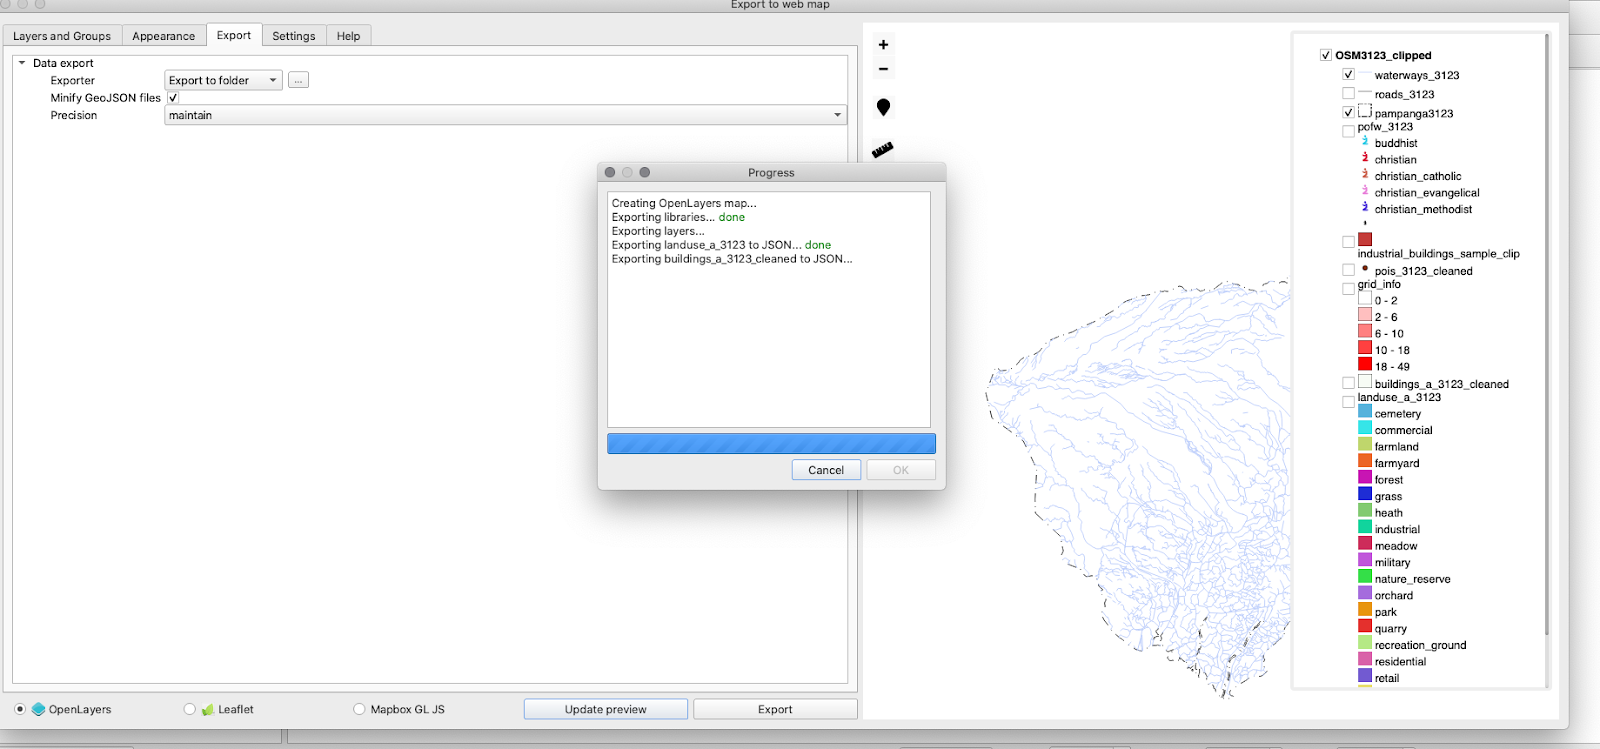 Export to web map
Layers and Groups
Appearance
Export
Settings
Help
Data export
Exporter
Export to folder
...
Minify GeoJSON files
Precision
maintain
Progress
Creating OpenLayers map...
Exporting libraries... done
Exporting layers...
Exporting landuse_a_3123 to JSON... done
Exporting buildings_a_3123_cleaned to JSON...
Cancel
OK
OSM3123_clipped
waterways_3123
roads_3123
pampanga3123
pofw_3123
buddhist
christian
christian_catholic
christian_evangelical
christian_methodist
industrial_buildings_sample_clip
pois_3123_cleaned
grid_info
0 - 2
2 - 6
6 - 10
10 - 18
18 - 49
buildings_a_3123_cleaned
landuse_a_3123
cemetery
commercial
farmland
farmyard
forest
grass
heath
industrial
meadow
military
nature_reserve
orchard
park
quarry
recreation_ground
residential
retail
OpenLayers
Leaflet
Mapbox GL JS
Update preview
Export